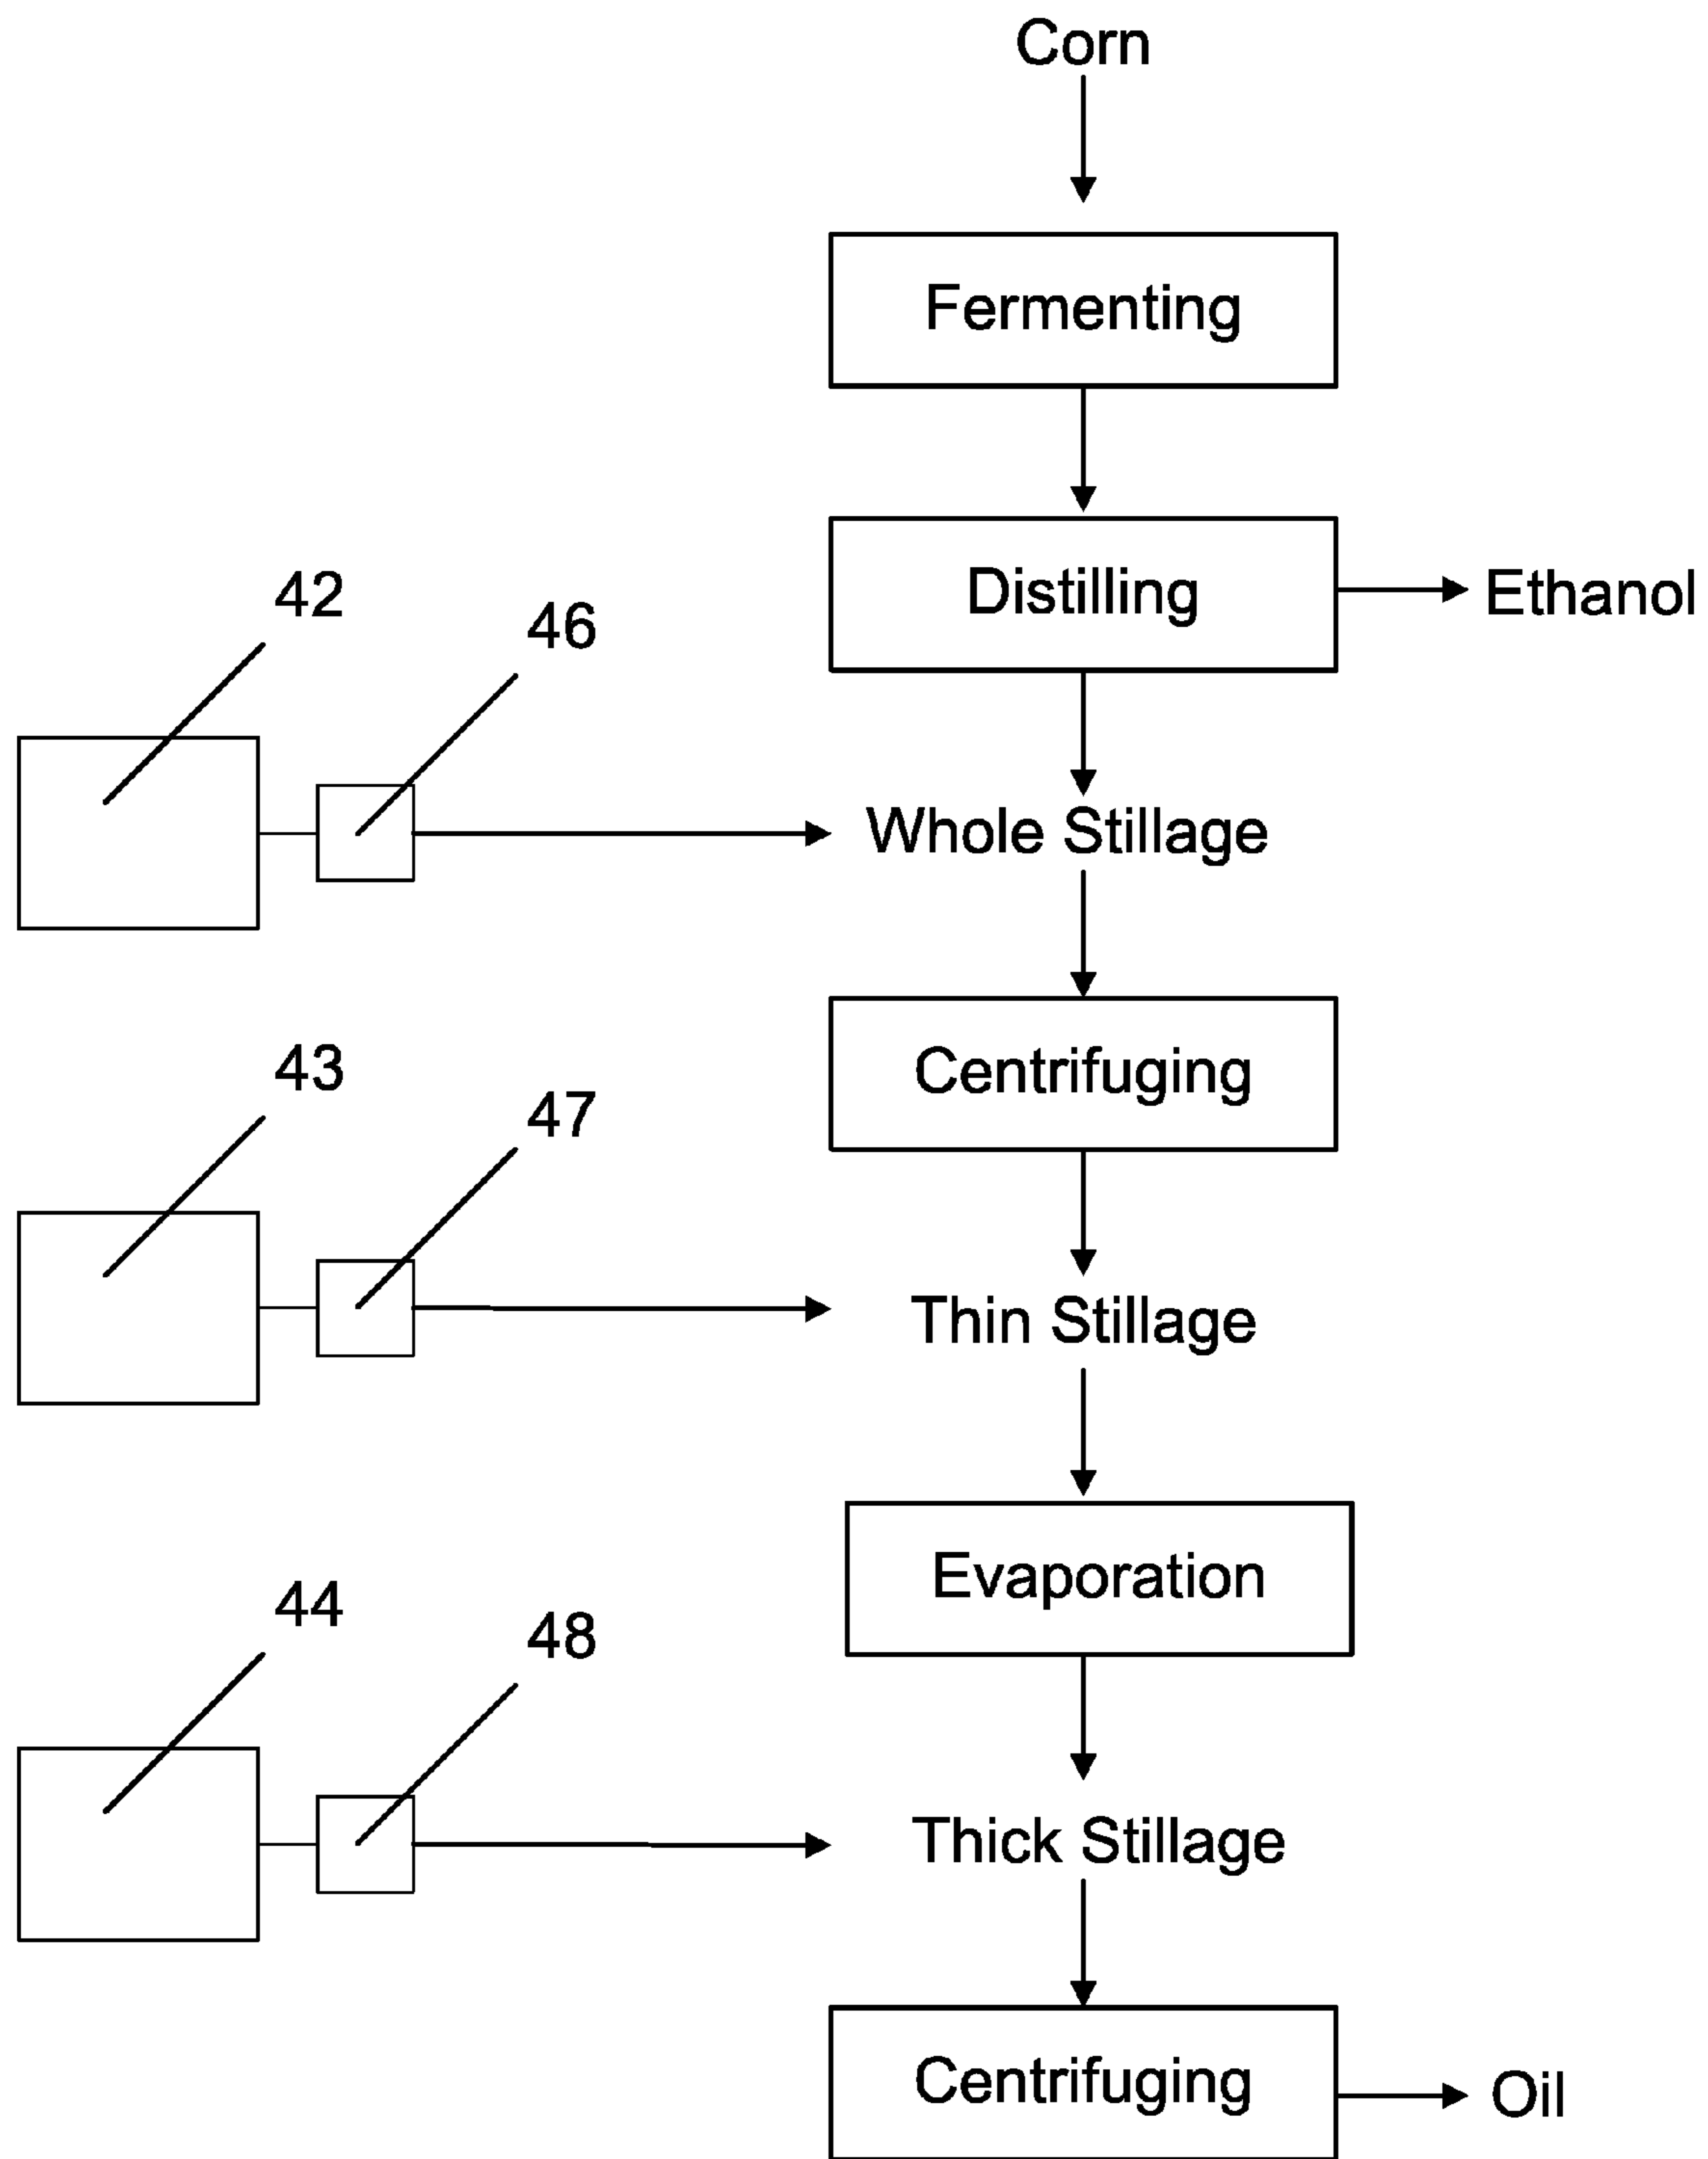 Corn
Fermenting
Distilling
Ethanol
42
46
Whole Stillage
Centrifuging
43
47
Thin Stillage
Evaporation
44
48
Thick Stillage
Centrifuging
Oil